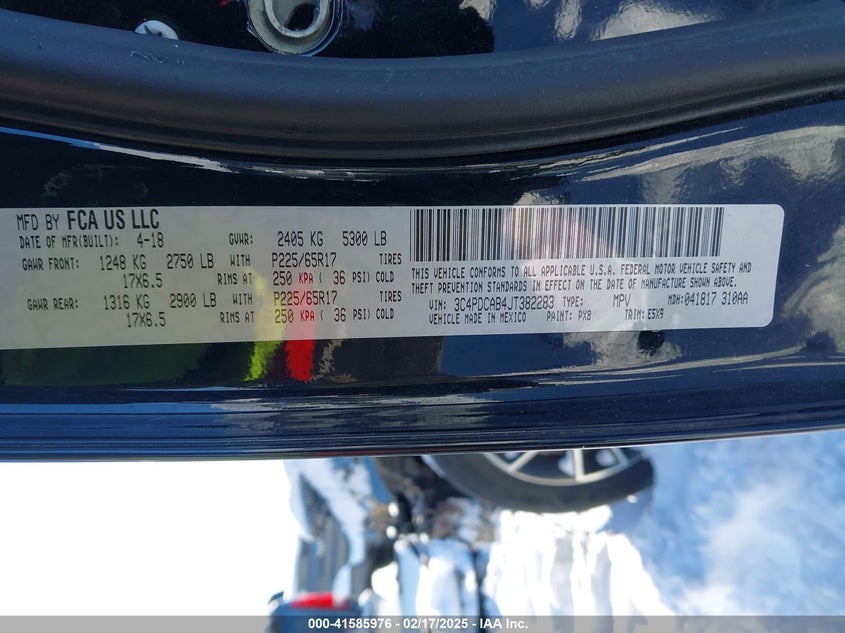 MFD BY FCA US LLC
DATE OF MFR(BUILT): 4-18 GVWR: 2405 KG 5300 LB
GAWR FRONT: 1248 KG 2750 LB WITH P225/65R17 TIRES
17X6.5 RIMS AT 250 KPA ( 36 PSI) COLD
GAWR REAR: 1316 KG 2900 LB WITH P225/65R17 TIRES
17X6.5 RIMS AT 250 KPA ( 36 PSI) COLD
THIS VEHICLE CONFORMS TO ALL APPLICABLE U.S.A. FEDERAL MOTOR VEHICLE SAFETY AND
THEFT PREVENTION STANDARDS IN EFFECT ON THE DATE OF MANUFACTURE SHOWN ABOVE.
VIN: 3C4PDCAB4JT382283 TYPE: MPV MDH: 041817 310AA
VEHICLE MADE IN MEXICO PAINT: PX8 TRIM: E5X9
000-41585976 - 02/17/2025 - IAA Inc.